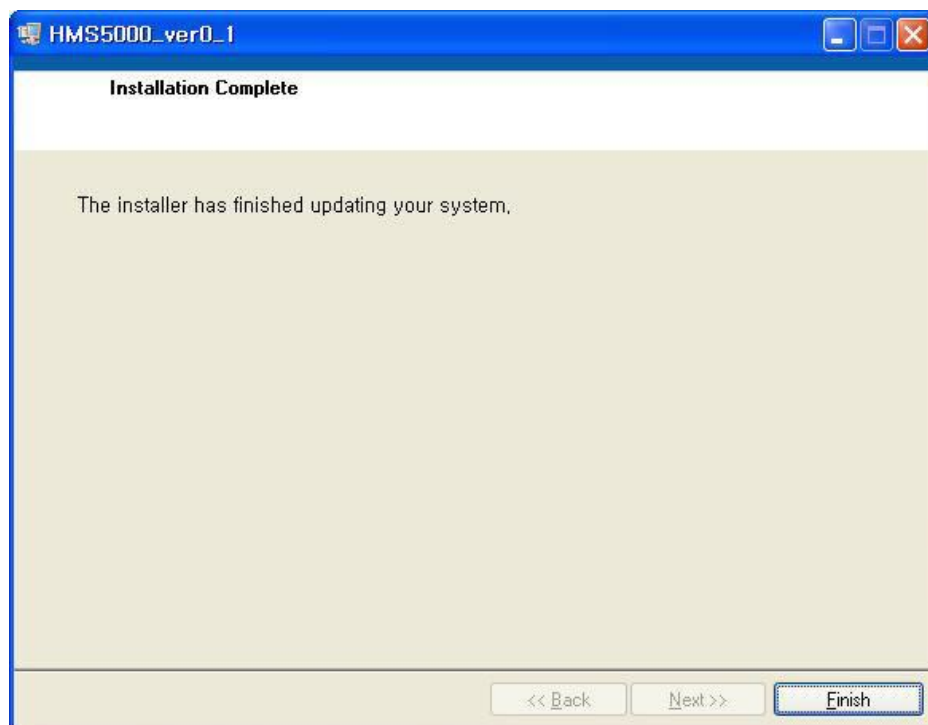 HMS5000_ver0_1
Installation Complete
The installer has finished updating your system,
<< Back Next >> Finish